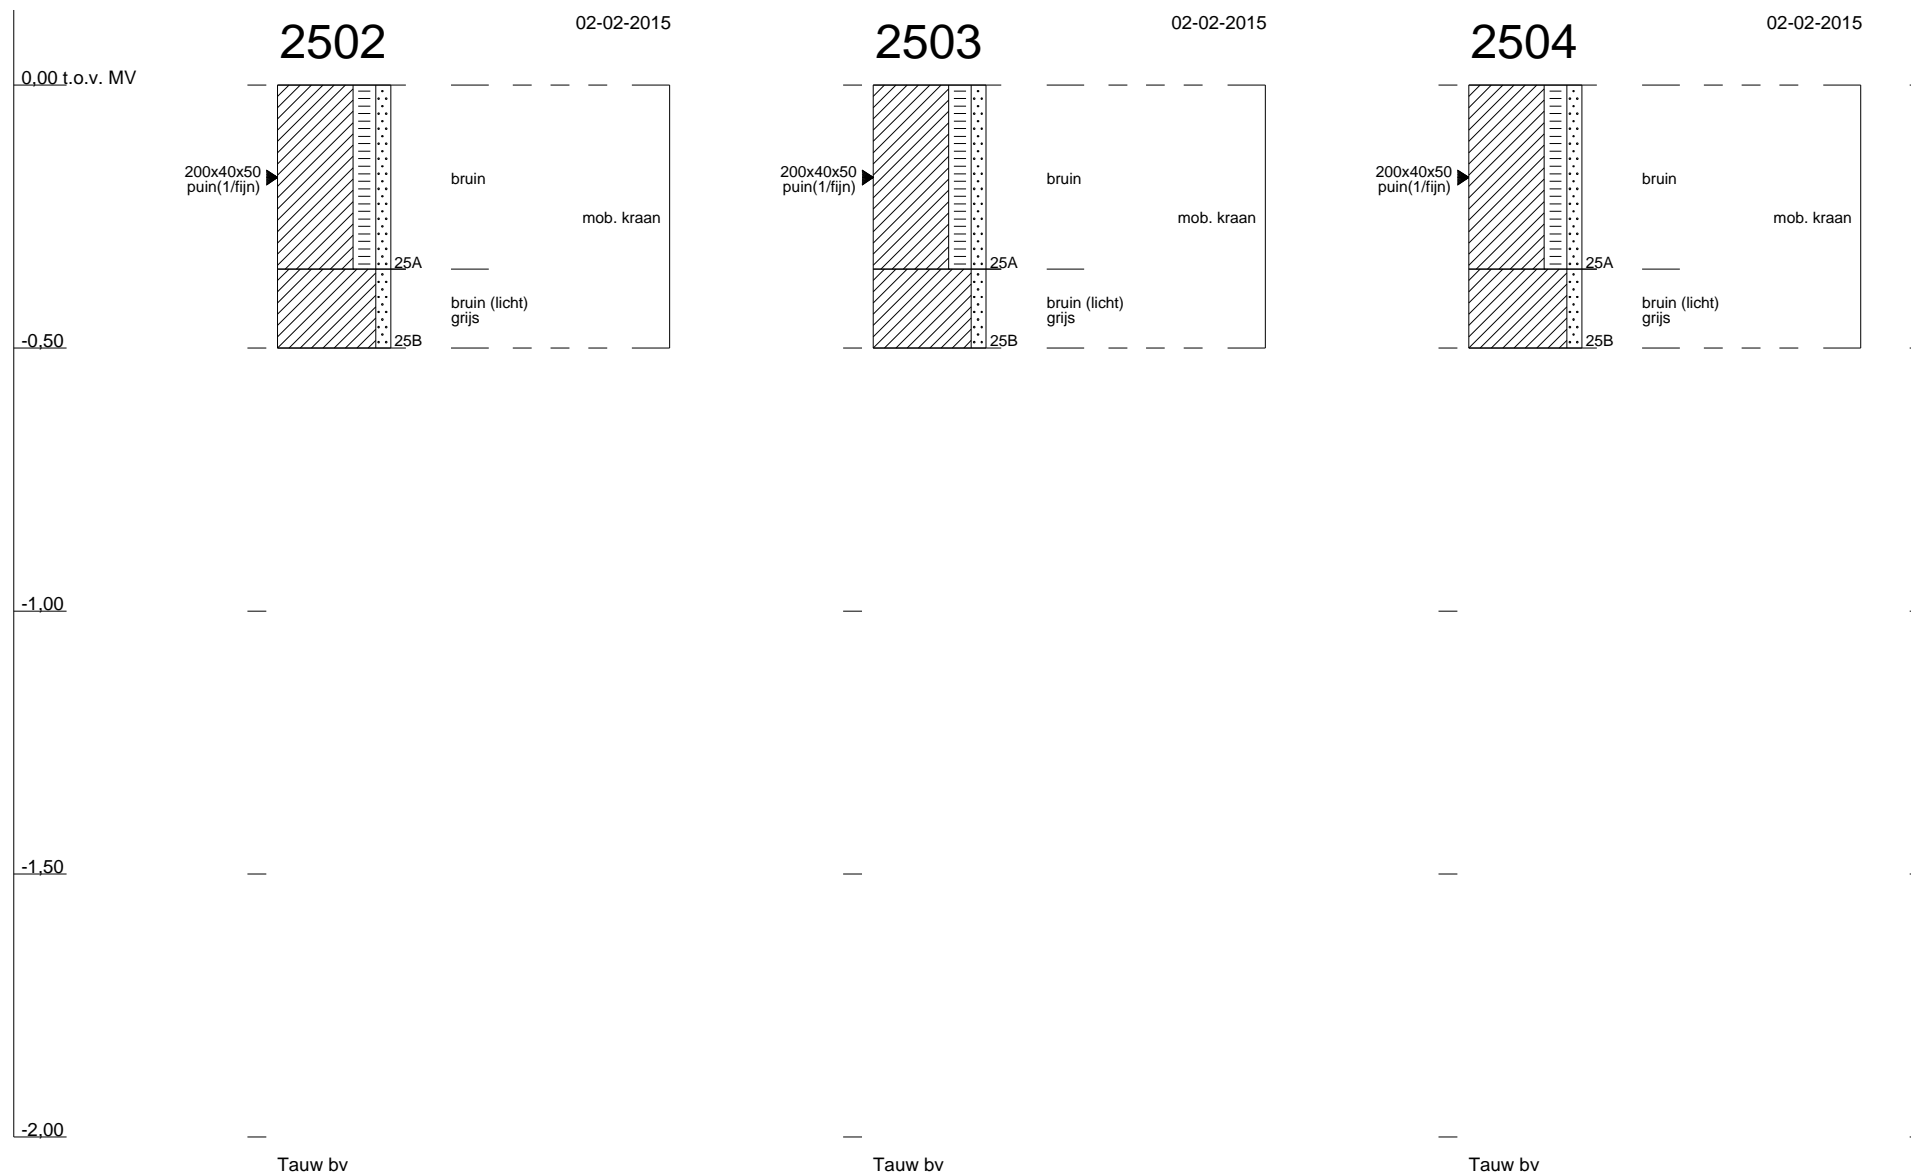 2502
02-02-2015
2503
02-02-2015
2504
02-02-2015
0,00 t.o.v. MV
200x40x50
puin(1/fijn)
bruin
mob. kraan
25A
bruin (licht)
grijs
25B
200x40x50
puin(1/fijn)
bruin
mob. kraan
25A
bruin (licht)
grijs
25B
200x40x50
puin(1/fijn)
bruin
mob. kraan
25A
bruin (licht)
grijs
25B
-0,50
-1,00
-1,50
-2,00
Tauw bv
Tauw bv
Tauw bv